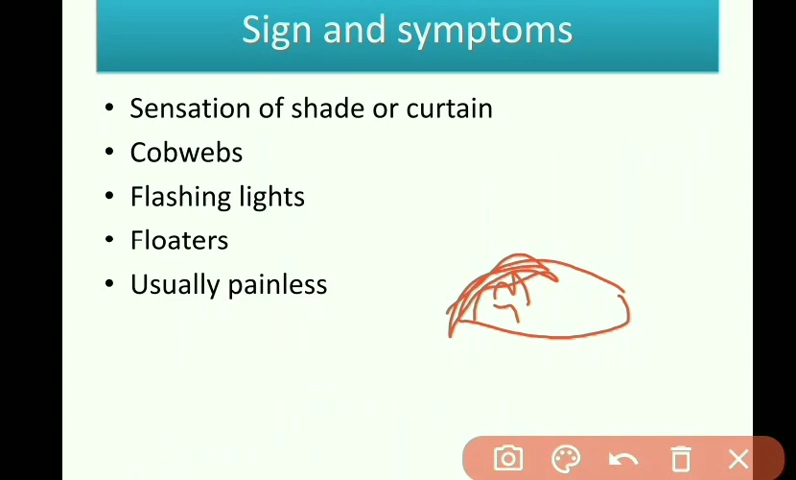 Sign and symptoms
• Sensation of shade or curtain
• Cobwebs
• Flashing lights
• Floaters
• Usually painless